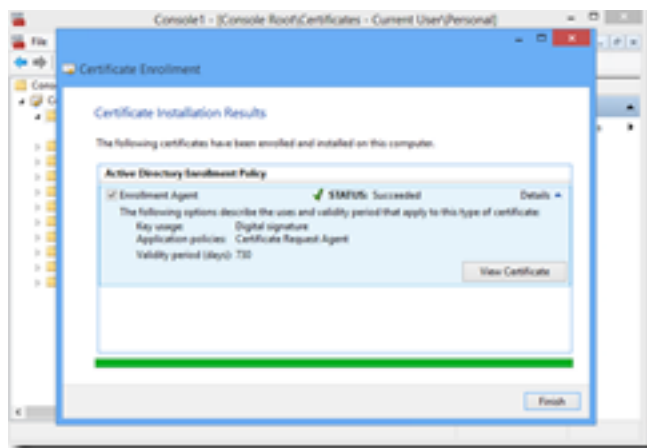 Console1 - [Console Root\Certificates - Current User\Personal]
File
Certificate Enrollment
Certificate Installation Results
The following certificates have been enrolled and installed on this computer.
Active Directory Enrollment Policy
Enrollment Agent STATUS: Succeeded Details
The following options describe the uses and validity period that apply to this type of certificate:
Key usage: Digital signature
Application policies: Certificate Request Agent
Validity period (days): 730
View Certificate
Finish